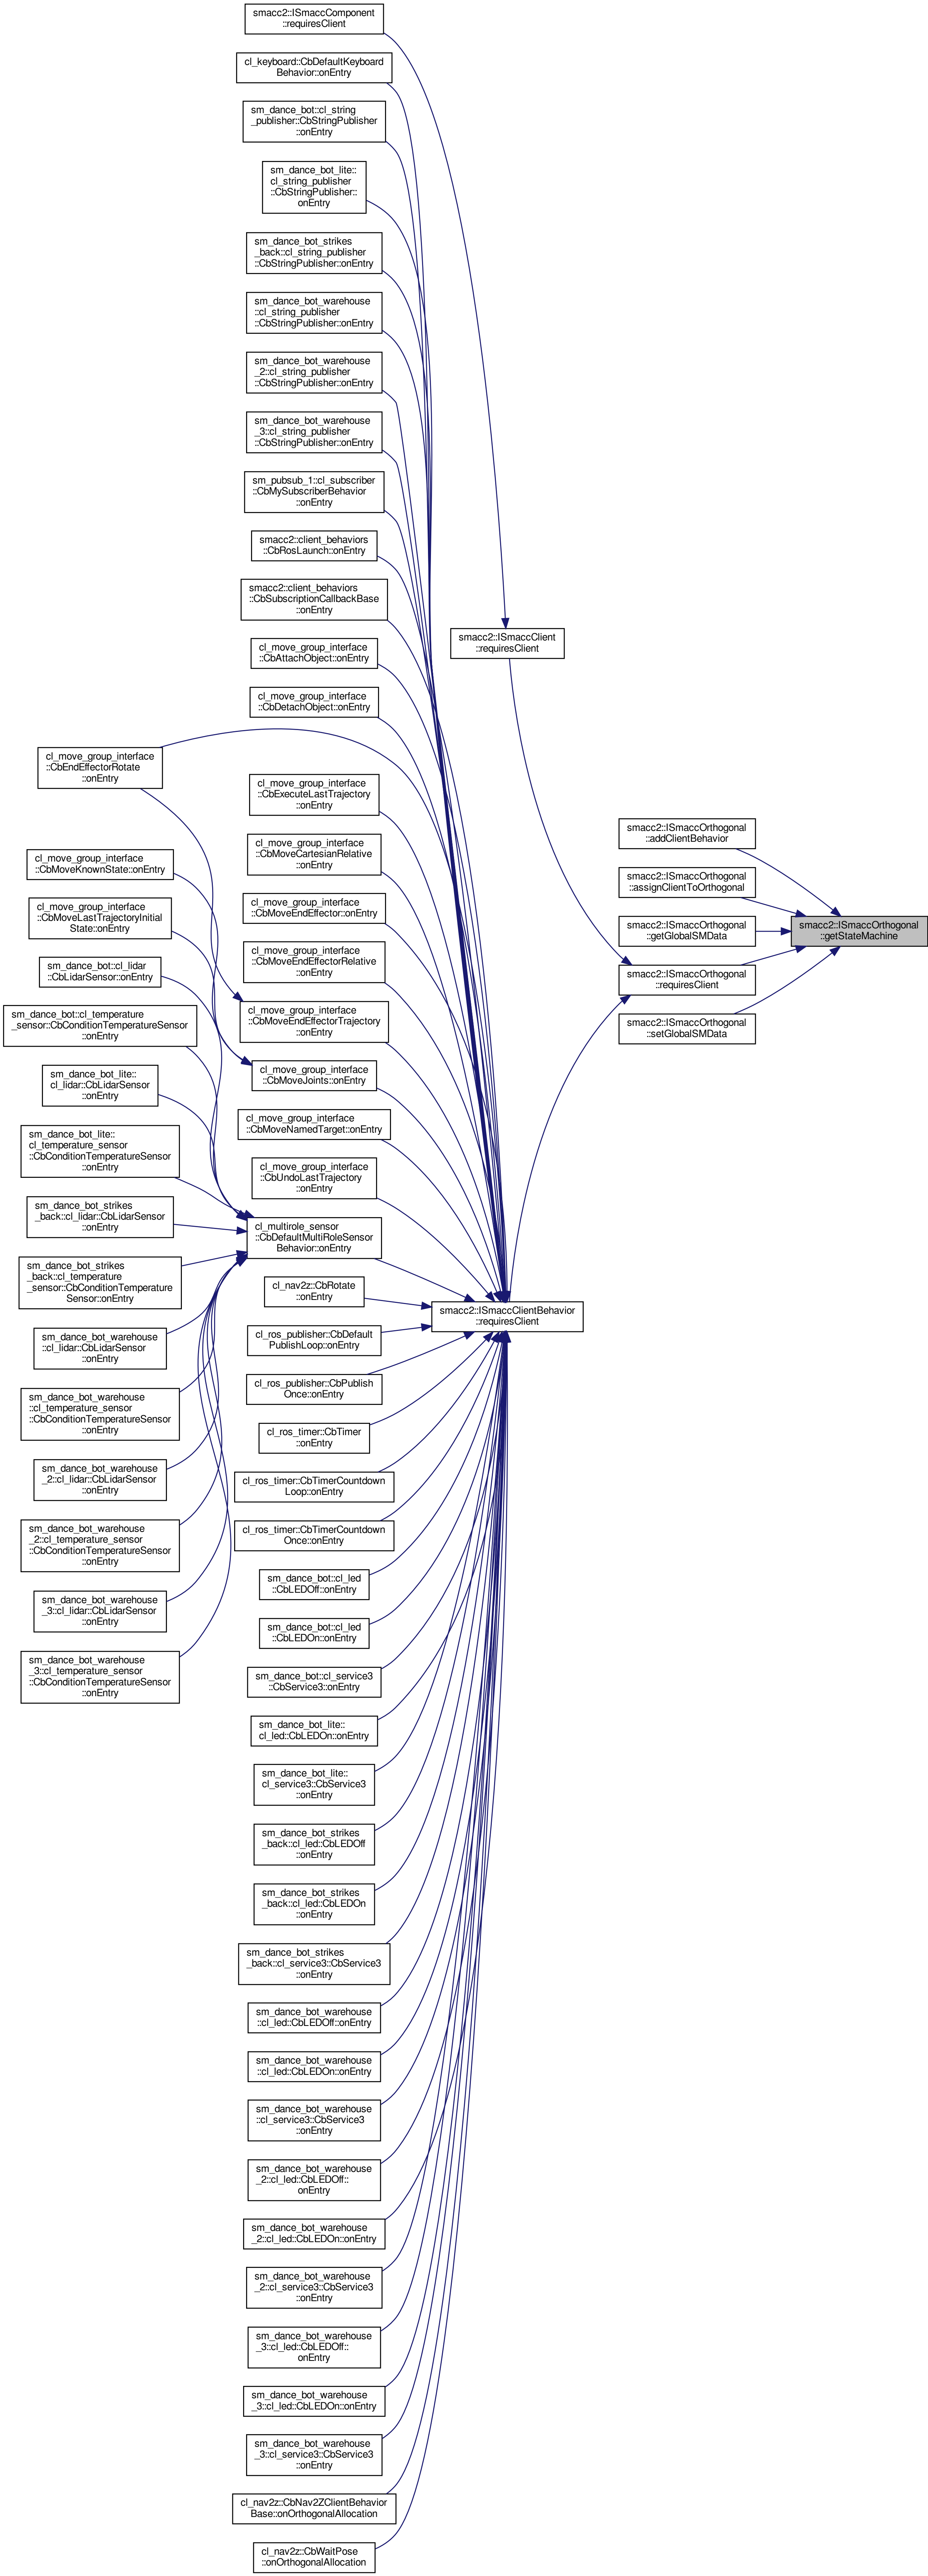 smacc2::ISmaccComponent
::requiresClient
cl_keyboard::CbDefaultKeyboard
Behavior::onEntry
sm_dance_bot::cl_string
_publisher::CbStringPublisher
::onEntry
sm_dance_bot_lite::
cl_string_publisher
::CbStringPublisher::
onEntry
sm_dance_bot_strikes
_back::cl_string_publisher
::CbStringPublisher::onEntry
sm_dance_bot_warehouse
::cl_string_publisher
::CbStringPublisher::onEntry
sm_dance_bot_warehouse
_2::cl_string_publisher
::CbStringPublisher::onEntry
sm_dance_bot_warehouse
_3::cl_string_publisher
::CbStringPublisher::onEntry
sm_pubsub_1::cl_subscriber
::CbMySubscriberBehavior
::onEntry
smacc2::client_behaviors
::CbRosLaunch::onEntry
smacc2::client_behaviors
::CbSubscriptionCallbackBase
::onEntry
cl_move_group_interface
::CbAttachObject::onEntry
cl_move_group_interface
::CbDetachObject::onEntry
cl_move_group_interface
::CbEndEffectorRotate
::onEntry
cl_move_group_interface
::CbExecuteLastTrajectory
::onEntry
cl_move_group_interface
::CbMoveCartesianRelative
::onEntry
cl_move_group_interface
::CbMoveEndEffector::onEntry
cl_move_group_interface
::CbMoveEndEffectorRelative
::onEntry
cl_move_group_interface
::CbMoveEndEffectorTrajectory
::onEntry
cl_move_group_interface
::CbMoveJoints::onEntry
cl_move_group_interface
::CbMoveNamedTarget::onEntry
cl_move_group_interface
::CbUndoLastTrajectory
::onEntry
cl_multirole_sensor
::CbDefaultMultiRoleSensor
Behavior::onEntry
cl_nav2z::CbRotate
::onEntry
cl_ros_publisher::CbDefault
PublishLoop::onEntry
cl_ros_publisher::CbPublish
Once::onEntry
cl_ros_timer::CbTimer
::onEntry
cl_ros_timer::CbTimerCountdown
Loop::onEntry
cl_ros_timer::CbTimerCountdown
Once::onEntry
sm_dance_bot::cl_led
::CbLEDOff::onEntry
sm_dance_bot::cl_led
::CbLEDOn::onEntry
sm_dance_bot::cl_service3
::CbService3::onEntry
sm_dance_bot_lite::
cl_led::CbLEDOn::onEntry
sm_dance_bot_lite::
cl_service3::CbService3
::onEntry
sm_dance_bot_strikes
_back::cl_led::CbLEDOff
::onEntry
sm_dance_bot_strikes
_back::cl_led::CbLEDOn
::onEntry
sm_dance_bot_strikes
_back::cl_service3::CbService3
::onEntry
sm_dance_bot_warehouse
::cl_led::CbLEDOff::onEntry
sm_dance_bot_warehouse
::cl_led::CbLEDOn::onEntry
sm_dance_bot_warehouse
::cl_service3::CbService3
::onEntry
sm_dance_bot_warehouse
_2::cl_led::CbLEDOff::
onEntry
sm_dance_bot_warehouse
_2::cl_led::CbLEDOn::onEntry
sm_dance_bot_warehouse
_2::cl_service3::CbService3
::onEntry
sm_dance_bot_warehouse
_3::cl_led::CbLEDOff::
onEntry
sm_dance_bot_warehouse
_3::cl_led::CbLEDOn::onEntry
sm_dance_bot_warehouse
_3::cl_service3::CbService3
::onEntry
cl_nav2z::CbNav2ZClientBehavior
Base::onOrthogonalAllocation
cl_nav2z::CbWaitPose
::onOrthogonalAllocation
cl_move_group_interface
::CbMoveKnownState::onEntry
cl_move_group_interface
::CbMoveLastTrajectoryInitial
State::onEntry
sm_dance_bot::cl_lidar
::CbLidarSensor::onEntry
sm_dance_bot::cl_temperature
_sensor::CbConditionTemperatureSensor
::onEntry
sm_dance_bot_lite::
cl_lidar::CbLidarSensor
::onEntry
sm_dance_bot_lite::
cl_temperature_sensor
::CbConditionTemperatureSensor
::onEntry
sm_dance_bot_strikes
_back::cl_lidar::CbLidarSensor
::onEntry
sm_dance_bot_strikes
_back::cl_temperature
_sensor::CbConditionTemperature
Sensor::onEntry
sm_dance_bot_warehouse
::cl_lidar::CbLidarSensor
::onEntry
sm_dance_bot_warehouse
::cl_temperature_sensor
::CbConditionTemperatureSensor
::onEntry
sm_dance_bot_warehouse
_2::cl_lidar::CbLidarSensor
::onEntry
sm_dance_bot_warehouse
_2::cl_temperature_sensor
::CbConditionTemperatureSensor
::onEntry
sm_dance_bot_warehouse
_3::cl_lidar::CbLidarSensor
::onEntry
sm_dance_bot_warehouse
_3::cl_temperature_sensor
::CbConditionTemperatureSensor
::onEntry
smacc2::ISmaccClient
::requiresClient
smacc2::ISmaccClientBehavior
::requiresClient
smacc2::ISmaccOrthogonal
::addClientBehavior
smacc2::ISmaccOrthogonal
::assignClientToOrthogonal
smacc2::ISmaccOrthogonal
::getGlobalSMData
smacc2::ISmaccOrthogonal
::requiresClient
smacc2::ISmaccOrthogonal
::setGlobalSMData
smacc2::ISmaccOrthogonal
::getStateMachine